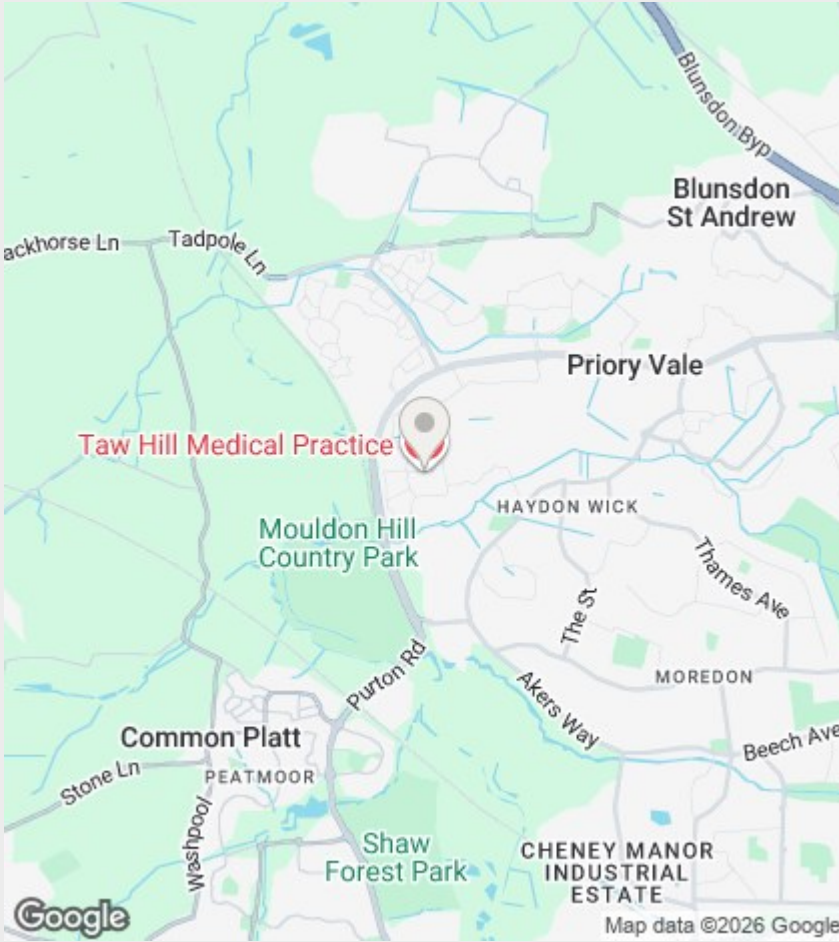 Blunsdon Byp
Blunsdon
St Andrew
ackhorse Ln
Tadpole Ln
Priory Vale
Taw Hill Medical Practice
HAYDON WICK
Mouldon Hill
Country Park
Thames Ave
The St
Purton Rd
MOREDON
Akers Way
Common Platt
Beech Ave
Stone Ln
PEATMOOR
Washpool
Shaw
Forest Park
CHENEY MANOR
INDUSTRIAL
ESTATE
Google
Map data ©2026 Google